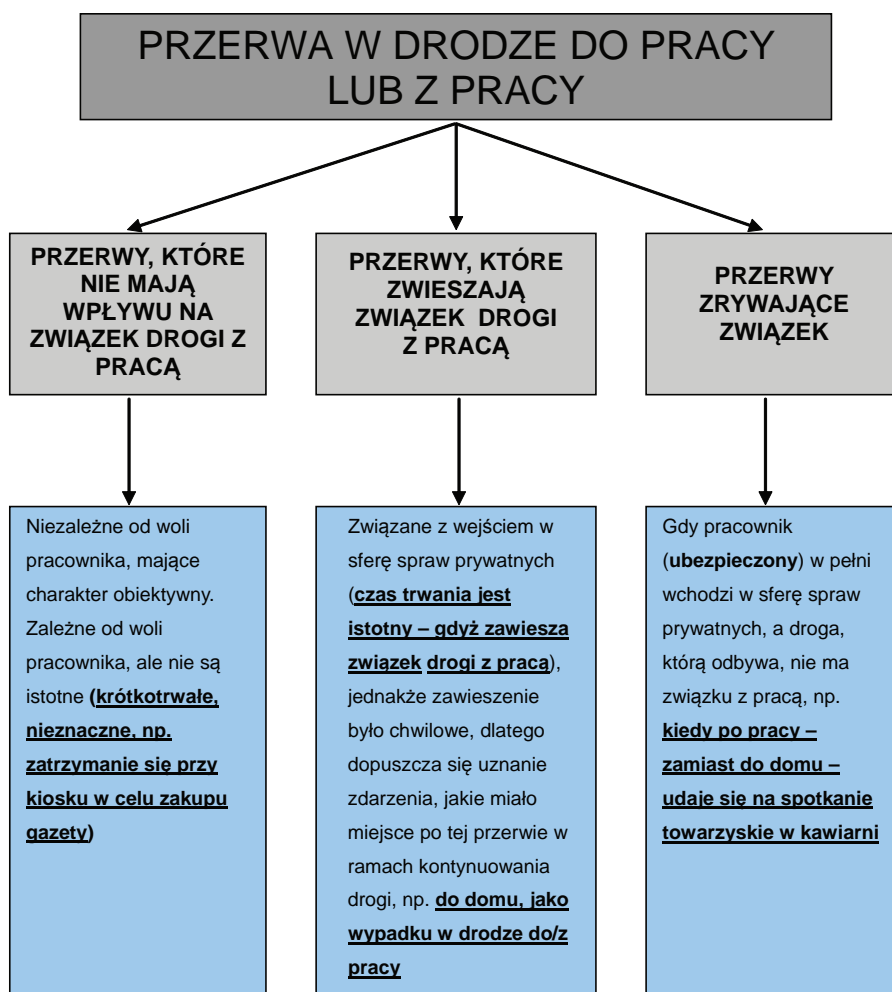 PRZERWA W DRODZE DO PRACY
LUB Z PRACY
PRZERWY, KTÓRE
NIE MAJĄ
WPŁYWU NA
ZWIĄZEK DROGI Z
PRACĄ
PRZERWY, KTÓRE
ZWIESZAJĄ
ZWIĄZEK DROGI
Z PRACĄ
PRZERWY
ZRYWAJĄCE
ZWIĄZEK
Niezależne od woli
pracownika, mające
charakter obiektywny.
Zależne od woli
pracownika, ale nie są
istotne (krótkotrwałe,
nieznaczne, np.
zatrzymanie się przy
kiosku w celu zakupu
gazety)
Związane z wejściem w
sferę spraw prywatnych
(czas trwania jest
istotny – gdyż zawiesza
związek drogi z pracą),
jednakże zawieszenie
było chwilowe, dlatego
dopuszcza się uznanie
zdarzenia, jakie miało
miejsce po tej przerwie w
ramach kontynuowania
drogi, np. do domu, jako
wypadku w drodze do/z
pracy
Gdy pracownik
(ubezpieczony) w pełni
wchodzi w sferę spraw
prywatnych, a droga,
którą odbywa, nie ma
związku z pracą, np.
kiedy po pracy –
zamiast do domu –
udaje się na spotkanie
towarzyskie w kawiarni